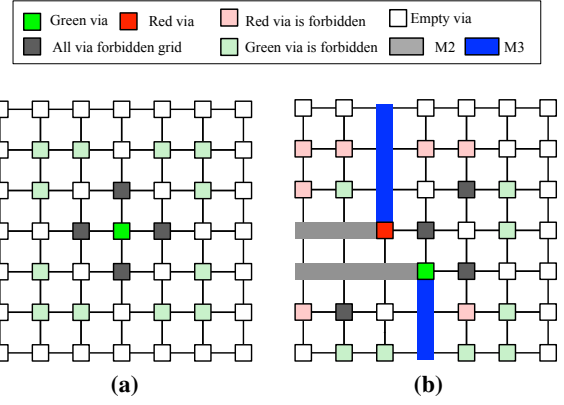 Green via Red via Red via is forbidden Empty via
All via forbidden grid Green via is forbidden M2 M3
(a) (b)